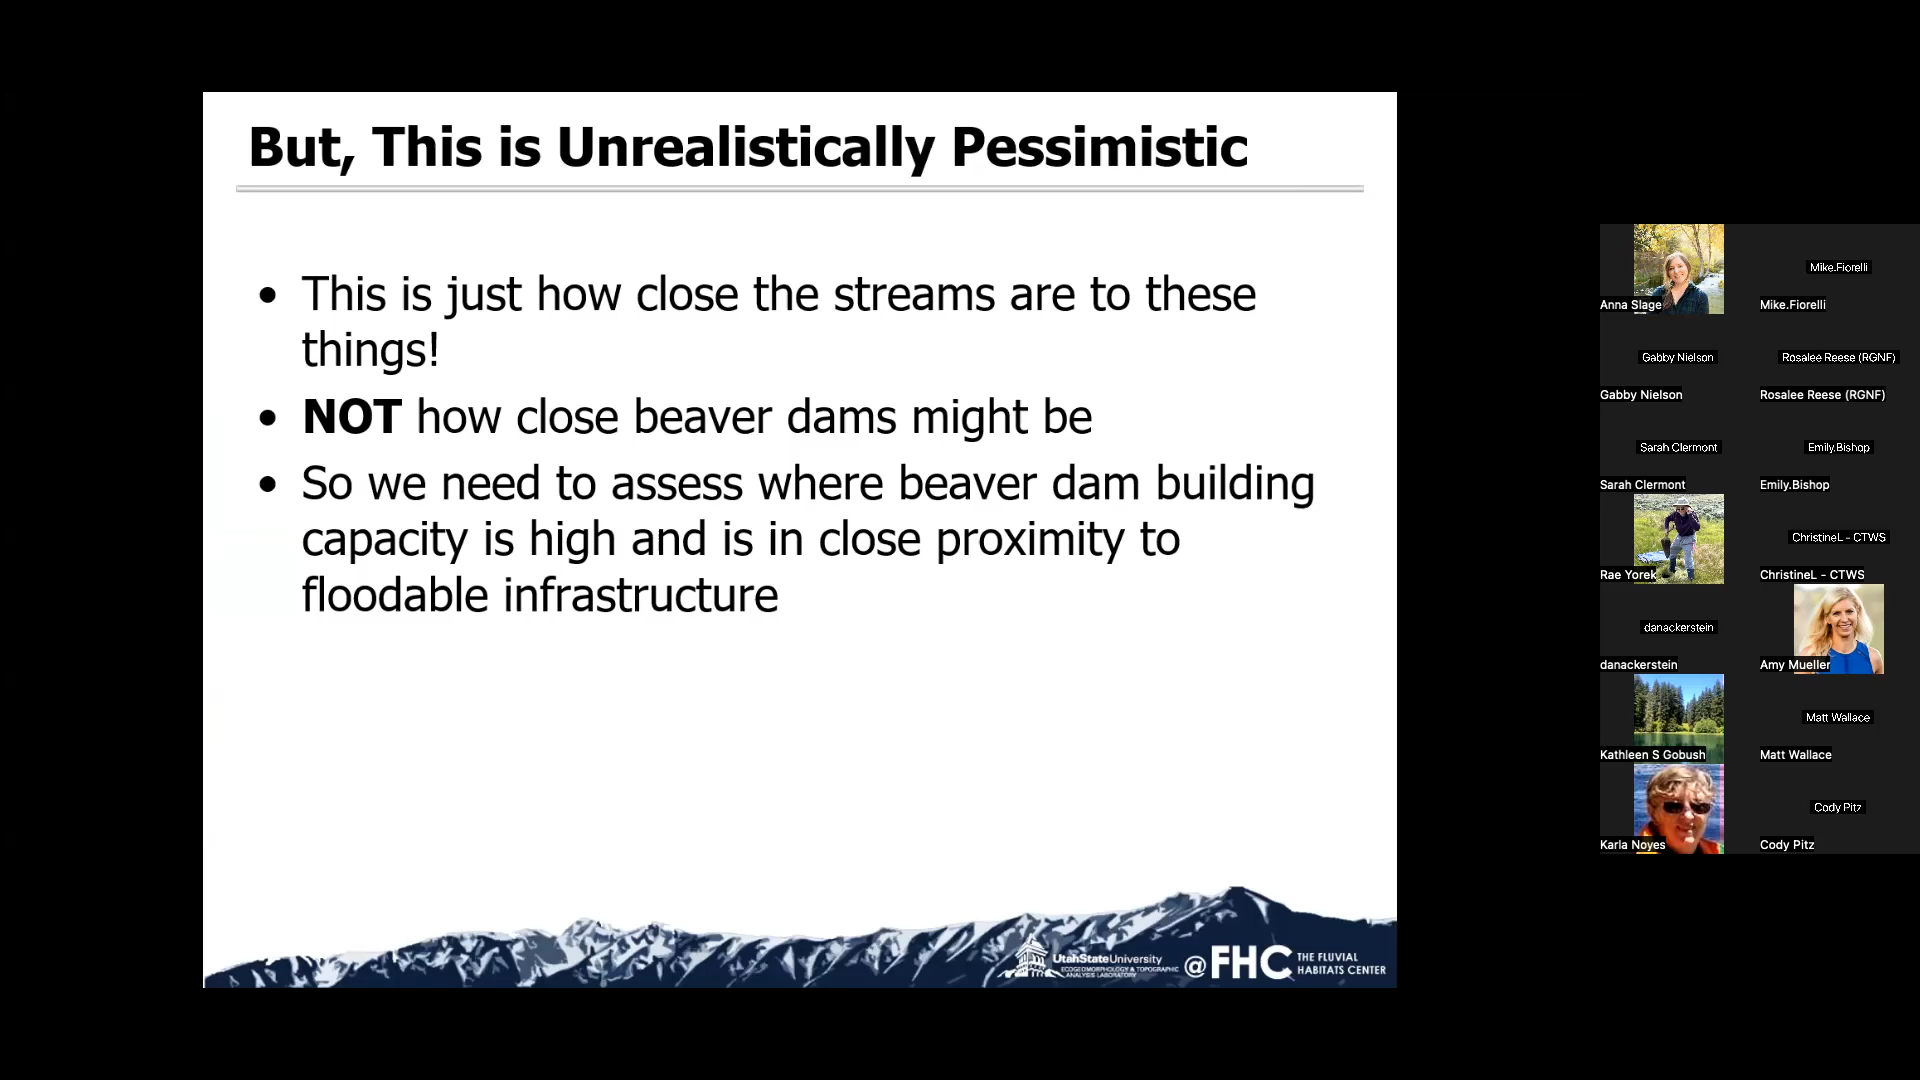 But, This is Unrealistically Pessimistic
• This is just how close the streams are to these
things!
• NOT how close beaver dams might be
• So we need to assess where beaver dam building
capacity is high and is in close proximity to
floodable infrastructure
UtahStateUniversity
ECOGEOMORPHOLOGY & TOPOGRAPHIC
ANALYSIS LABORATORY
@FHC THE FLUVIAL
HABITATS CENTER
Anna Slage
Mike.Fiorelli
Mike.Fiorelli
Gabby Nielson
Gabby Nielson
Rosalee Reese (RGNF)
Rosalee Reese (RGNF)
Sarah Clermont
Sarah Clermont
Emily.Bishop
Emily.Bishop
Rae Yorek
ChristineL - CTWS
ChristineL - CTWS
danackerstein
danackerstein
Amy Mueller
Kathleen S Gobush
Matt Wallace
Matt Wallace
Karla Noyes
Cody Pitz
Cody Pitz